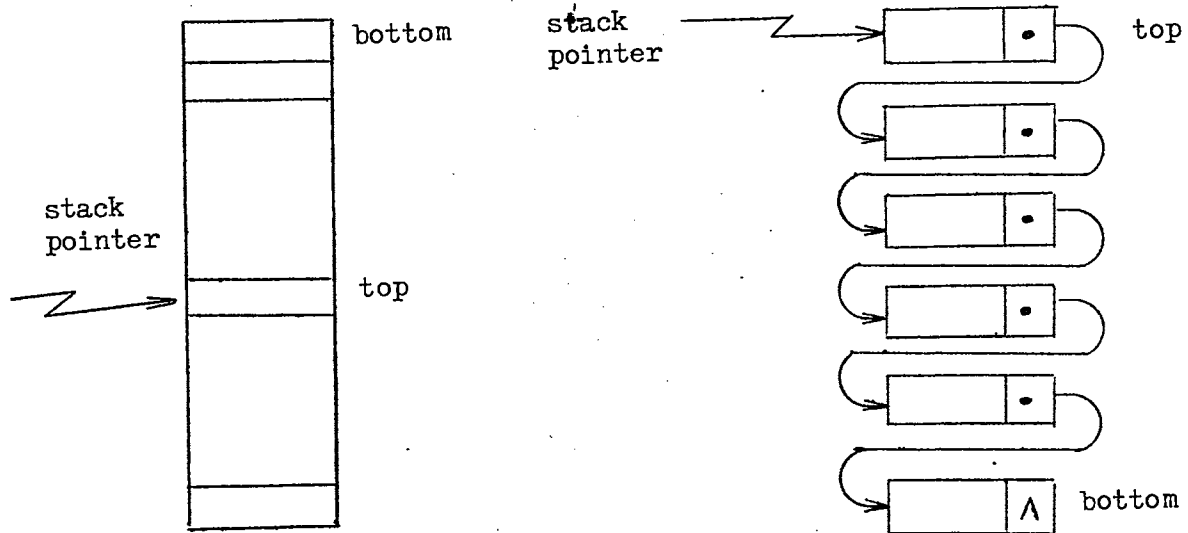 bottom
stack
pointer
top
stack
pointer
top
Λ
bottom